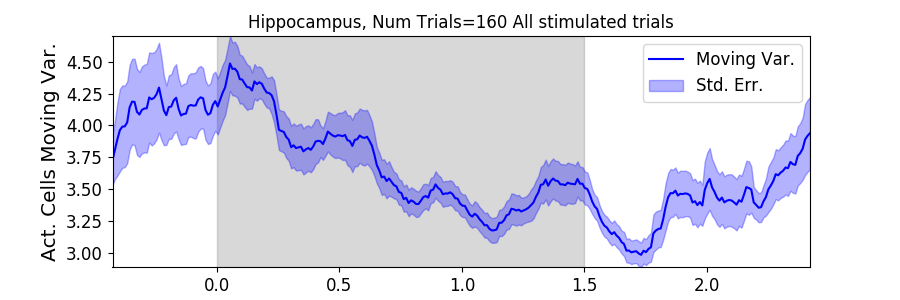 Hippocampus, Num Trials=160 All stimulated trials
Act. Cells Moving Var.
4.50
4.25
4.00
3.75
3.50
3.25
3.00
Moving Var.
Std. Err.
0.0 0.5 1.0 1.5 2.0